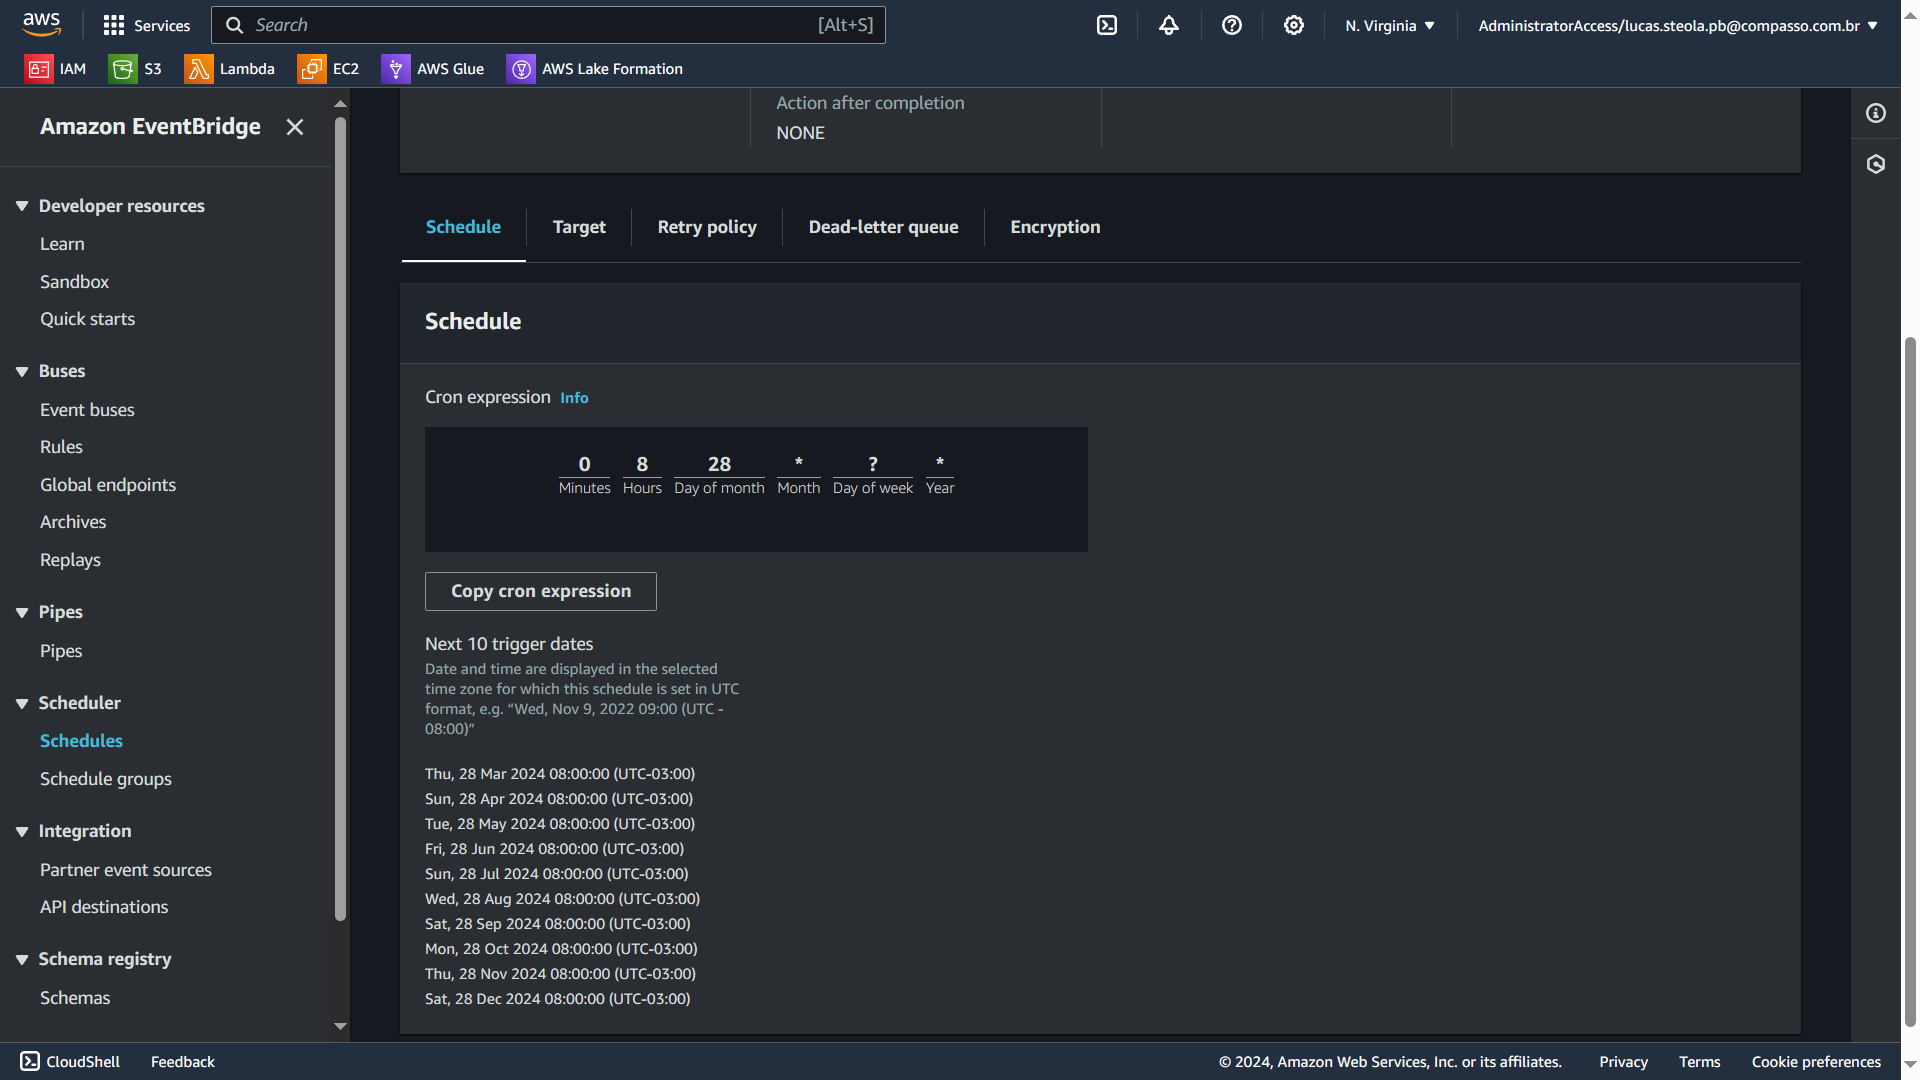 aws
Services
Search
[Alt+S]
N. Virginia
AdministratorAccess/lucas.steola.pb@compasso.com.br
IAM
S3
Lambda
EC2
AWS Glue
AWS Lake Formation
Amazon EventBridge
Developer resources
Learn
Sandbox
Quick starts
Buses
Event buses
Rules
Global endpoints
Archives
Replays
Pipes
Pipes
Scheduler
Schedules
Schedule groups
Integration
Partner event sources
API destinations
Schema registry
Schemas
Action after completion
NONE
Schedule
Target
Retry policy
Dead-letter queue
Encryption
Schedule
Cron expression Info
0 8 28 * ? *
Minutes Hours Day of month Month Day of week Year
Copy cron expression
Next 10 trigger dates
Date and time are displayed in the selected
time zone for which this schedule is set in UTC
format, e.g. “Wed, Nov 9, 2022 09:00 (UTC -
08:00)”
Thu, 28 Mar 2024 08:00:00 (UTC-03:00)
Sun, 28 Apr 2024 08:00:00 (UTC-03:00)
Tue, 28 May 2024 08:00:00 (UTC-03:00)
Fri, 28 Jun 2024 08:00:00 (UTC-03:00)
Sun, 28 Jul 2024 08:00:00 (UTC-03:00)
Wed, 28 Aug 2024 08:00:00 (UTC-03:00)
Sat, 28 Sep 2024 08:00:00 (UTC-03:00)
Mon, 28 Oct 2024 08:00:00 (UTC-03:00)
Thu, 28 Nov 2024 08:00:00 (UTC-03:00)
Sat, 28 Dec 2024 08:00:00 (UTC-03:00)
CloudShell
Feedback
© 2024, Amazon Web Services, Inc. or its affiliates.
Privacy
Terms
Cookie preferences